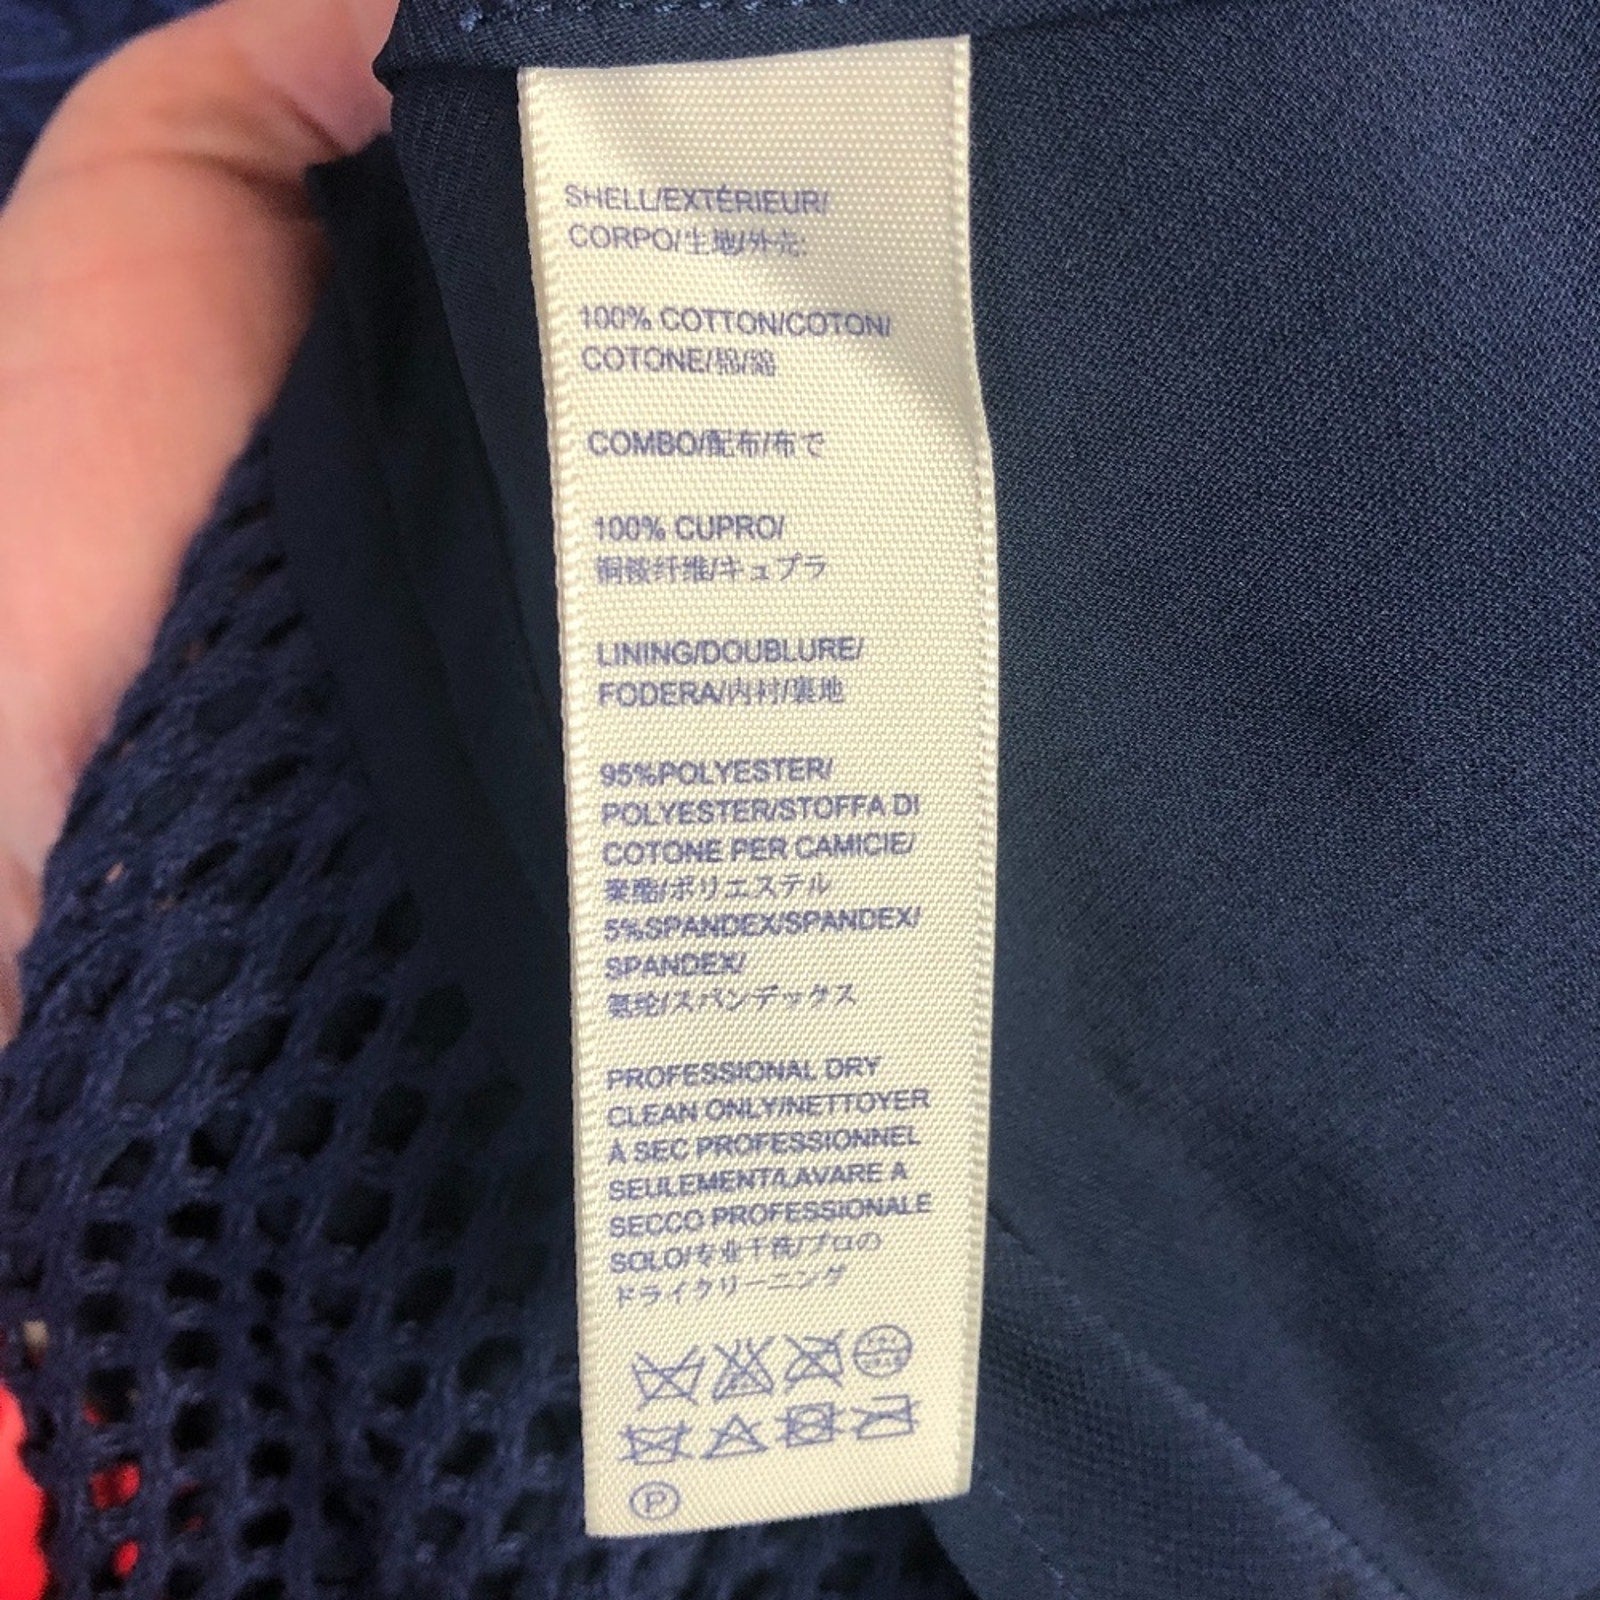 SHELL/EXTÉRIEUR/
CORPO/生地/外壳:
100% COTTON/COTON/
COTONE/棉/綿
COMBO/配布/布で
100% CUPRO/
铜铵纤维/キュプラ
LINING/DOUBLURE/
FODERA/内衬/裏地
95%POLYESTER/
POLYESTER/STOFFA DI
COTONE PER CAMICIE/
聚酯/ポリエステル
5%SPANDEX/SPANDEX/
SPANDEX/
氨纶/スパンデックス
PROFESSIONAL DRY
CLEAN ONLY/NETTOYER
À SEC PROFESSIONNEL
SEULEMENT/LAVARE A
SECCO PROFESSIONALE
SOLO/专业干洗/プロの
ドライクリーニング
P